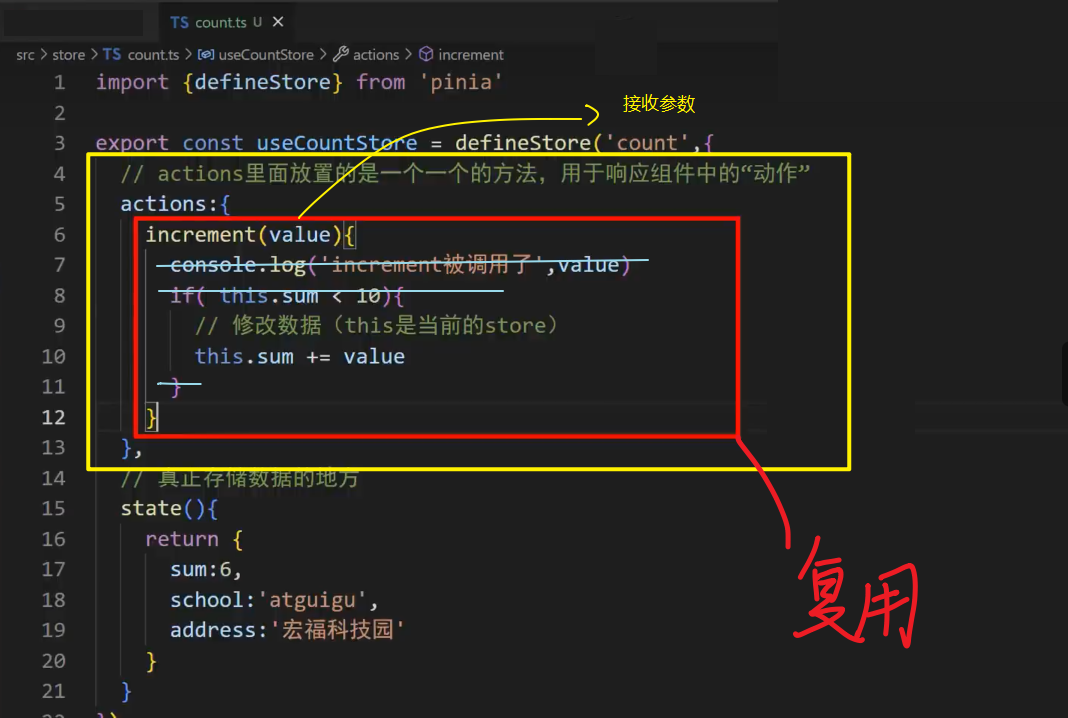 TS count.ts U ×
src > store > TS count.ts > useCountStore > actions > increment
1 import {defineStore} from 'pinia'
接收参数
2
3 export const useCountStore = defineStore('count',{
4 // actions里面放置的是一个一个的方法，用于响应组件中的“动作”
5 actions:{
6 increment(value){
7 console.log('increment被调用了',value)
8 if( this.sum < 10){
9 // 修改数据（this是当前的store）
10 this.sum += value
11 }
12 }
13 },
14 // 真正存储数据的地方
15 state(){
16 return {
17 sum:6,
18 school:'atguigu',
19 address:'宏福科技园'
20 }
21 }
复用